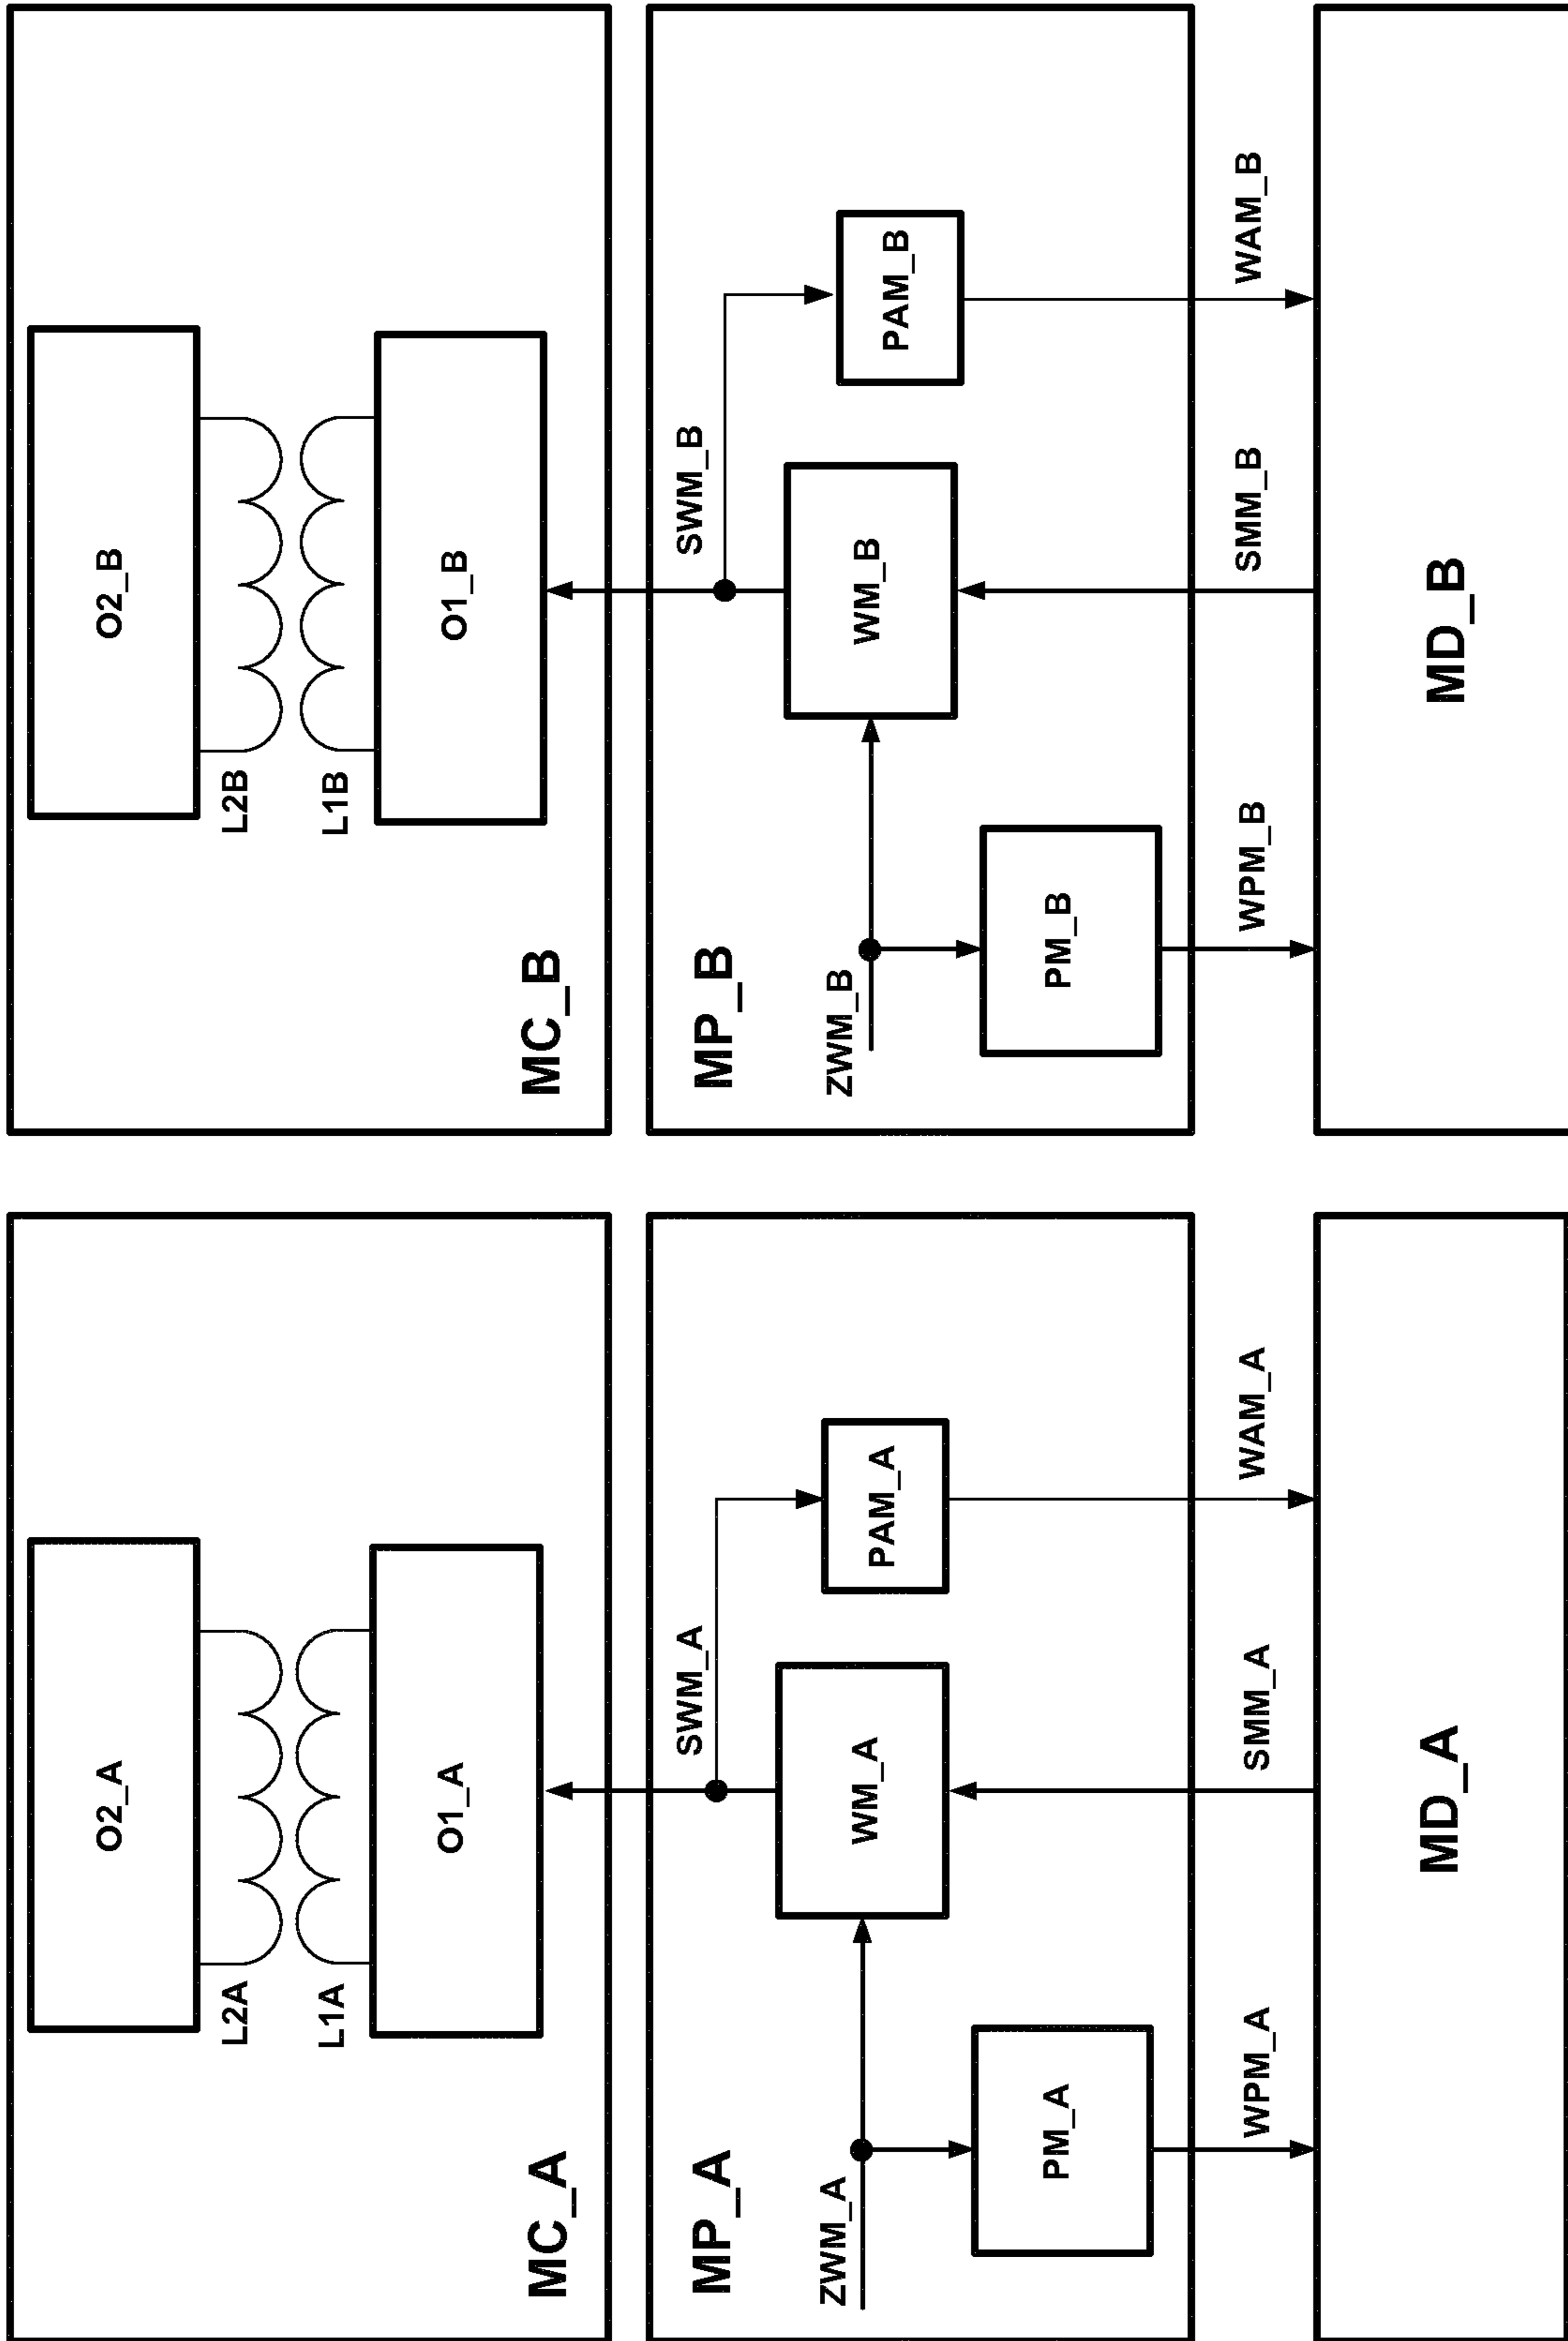 O2_A
L2A
L1A
O1_A
MC_A
MP_A
SWM_A
ZWM_A
WM_A
PAM_A
PM_A
WPM_A
SMM_A
WAM_A
MD_A
O2_B
L2B
L1B
O1_B
MC_B
MP_B
SWM_B
ZWM_B
WM_B
PAM_B
PM_B
WPM_B
SMM_B
WAM_B
MD_B